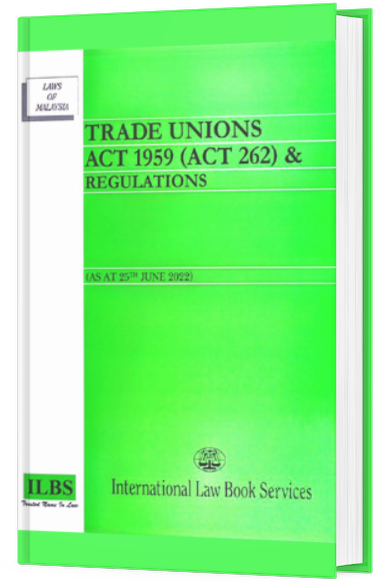 LAWS
OF
MALAYSIA
TRADE UNIONS
ACT 1959 (ACT 262) &
REGULATIONS
(AS AT 25TH JUNE 2022)
ILBS
Trusted Name In Law
International Law Book Services